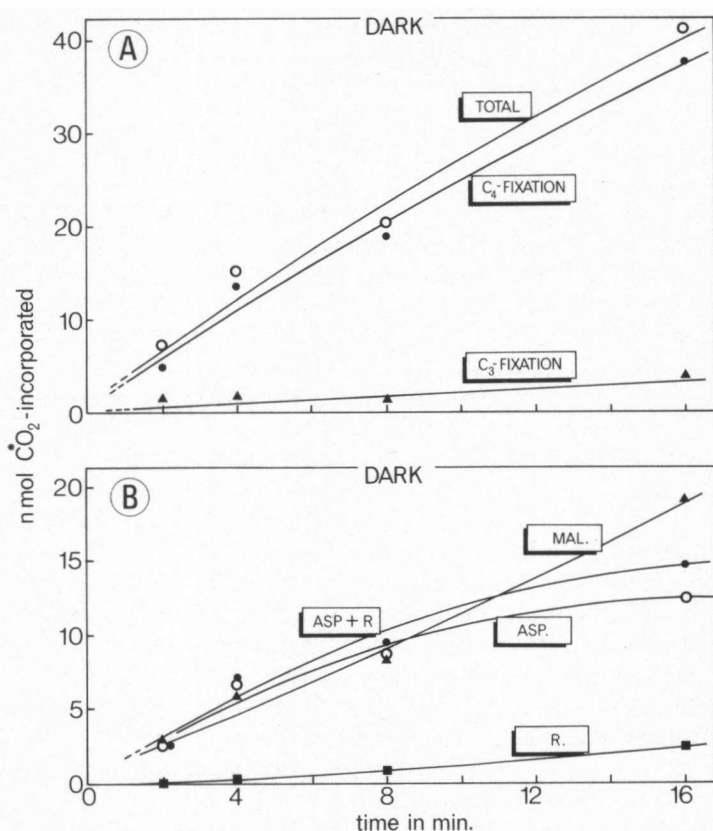 A
DARK
40
30
20
10
0
TOTAL
C₄-FIXATION
C₃-FIXATION
n mol *CO₂-incorporated
B
DARK
20
15
10
5
0
MAL.
ASP + R
ASP.
R.
0
4
8
12
16
time in min.